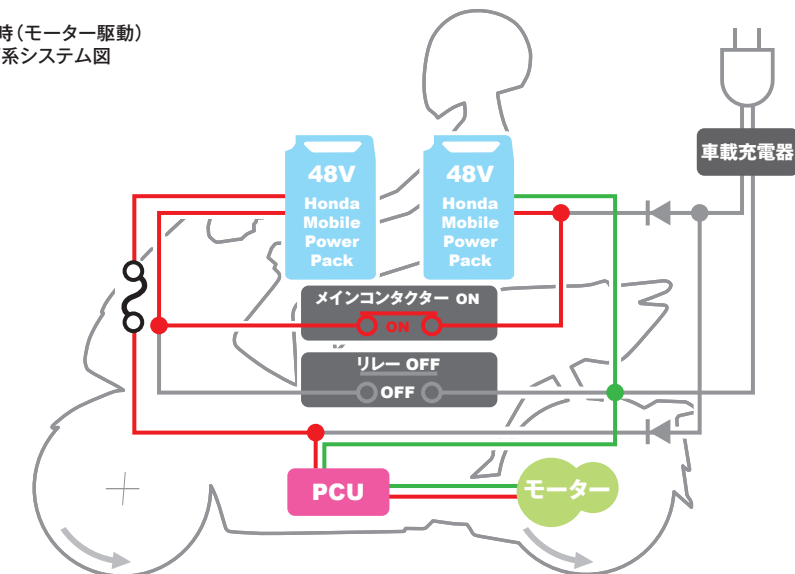 時（モーター駆動）
系システム図
車載充電器
48V
Honda
Mobile
Power
Pack
48V
Honda
Mobile
Power
Pack
メインコンタクター ON
ON
リレー OFF
OFF
PCU
モーター